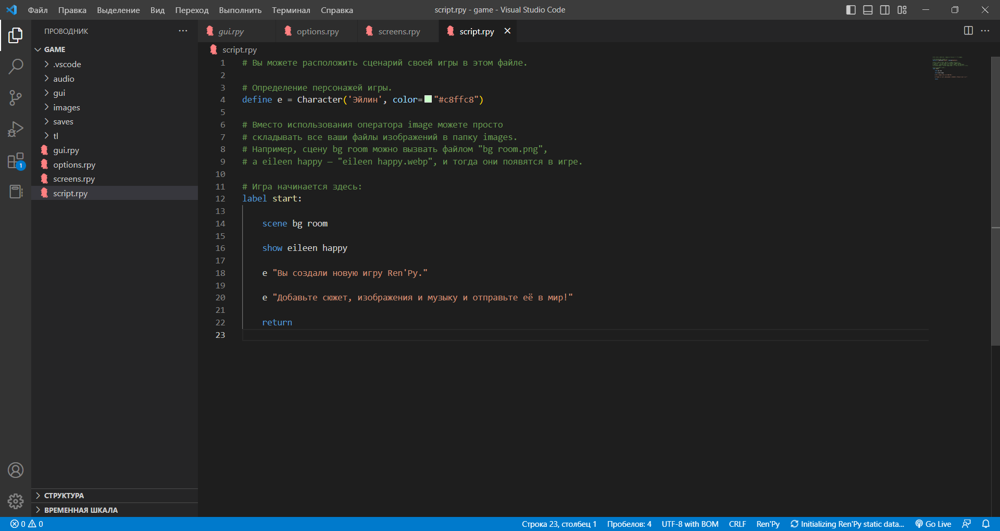 Файл Правка Выделение Вид Переход Выполнить Терминал Справка
script.rpy - game - Visual Studio Code
ПРОВОДНИК
GAME
.vscode
audio
gui
images
saves
tl
gui.rpy
options.rpy
screens.rpy
script.rpy
СТРУКТУРА
ВРЕМЕННАЯ ШКАЛА
1
gui.rpy options.rpy screens.rpy script.rpy
script.rpy
1 # Вы можете расположить сценарий своей игры в этом файле.
2
3 # Определение персонажей игры.
4 define e = Character('Эйлин', color="#c8ffc8")
5
6 # Вместо использования оператора image можете просто
7 # складывать все ваши файлы изображений в папку images.
8 # Например, сцену bg room можно вызвать файлом "bg room.png",
9 # а eileen happy — "eileen happy.webp", и тогда они появятся в игре.
10
11 # Игра начинается здесь:
12 label start:
13
14 scene bg room
15
16 show eileen happy
17
18 e "Вы создали новую игру Ren'Py."
19
20 e "Добавьте сюжет, изображения и музыку и отправьте её в мир!"
21
22 return
23
0 0
Строка 23, столбец 1 Пробелов: 4 UTF-8 with BOM CRLF Ren'Py Initializing Ren'Py static data... Go Live